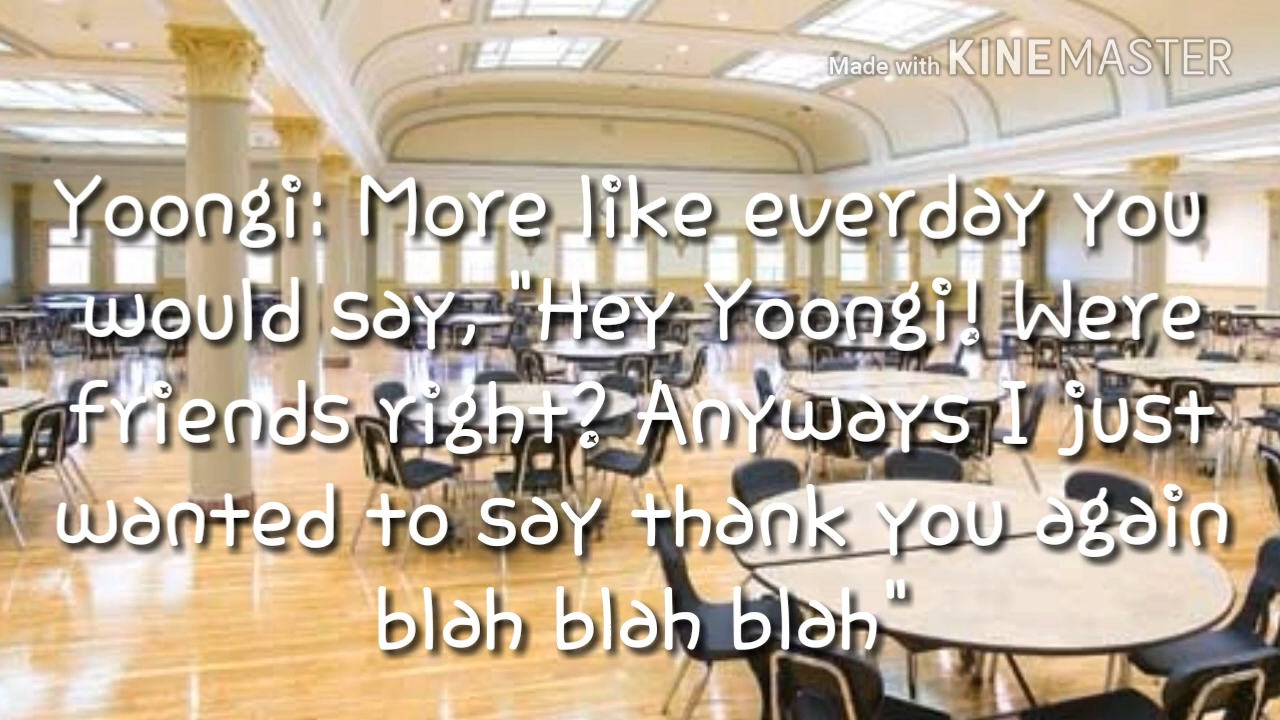 Made with KINEMASTER
Yoongi: More like everday you
would say, "Hey Yoongi! Were
friends right? Anyways I just
wanted to say thank you again
blah blah blah"